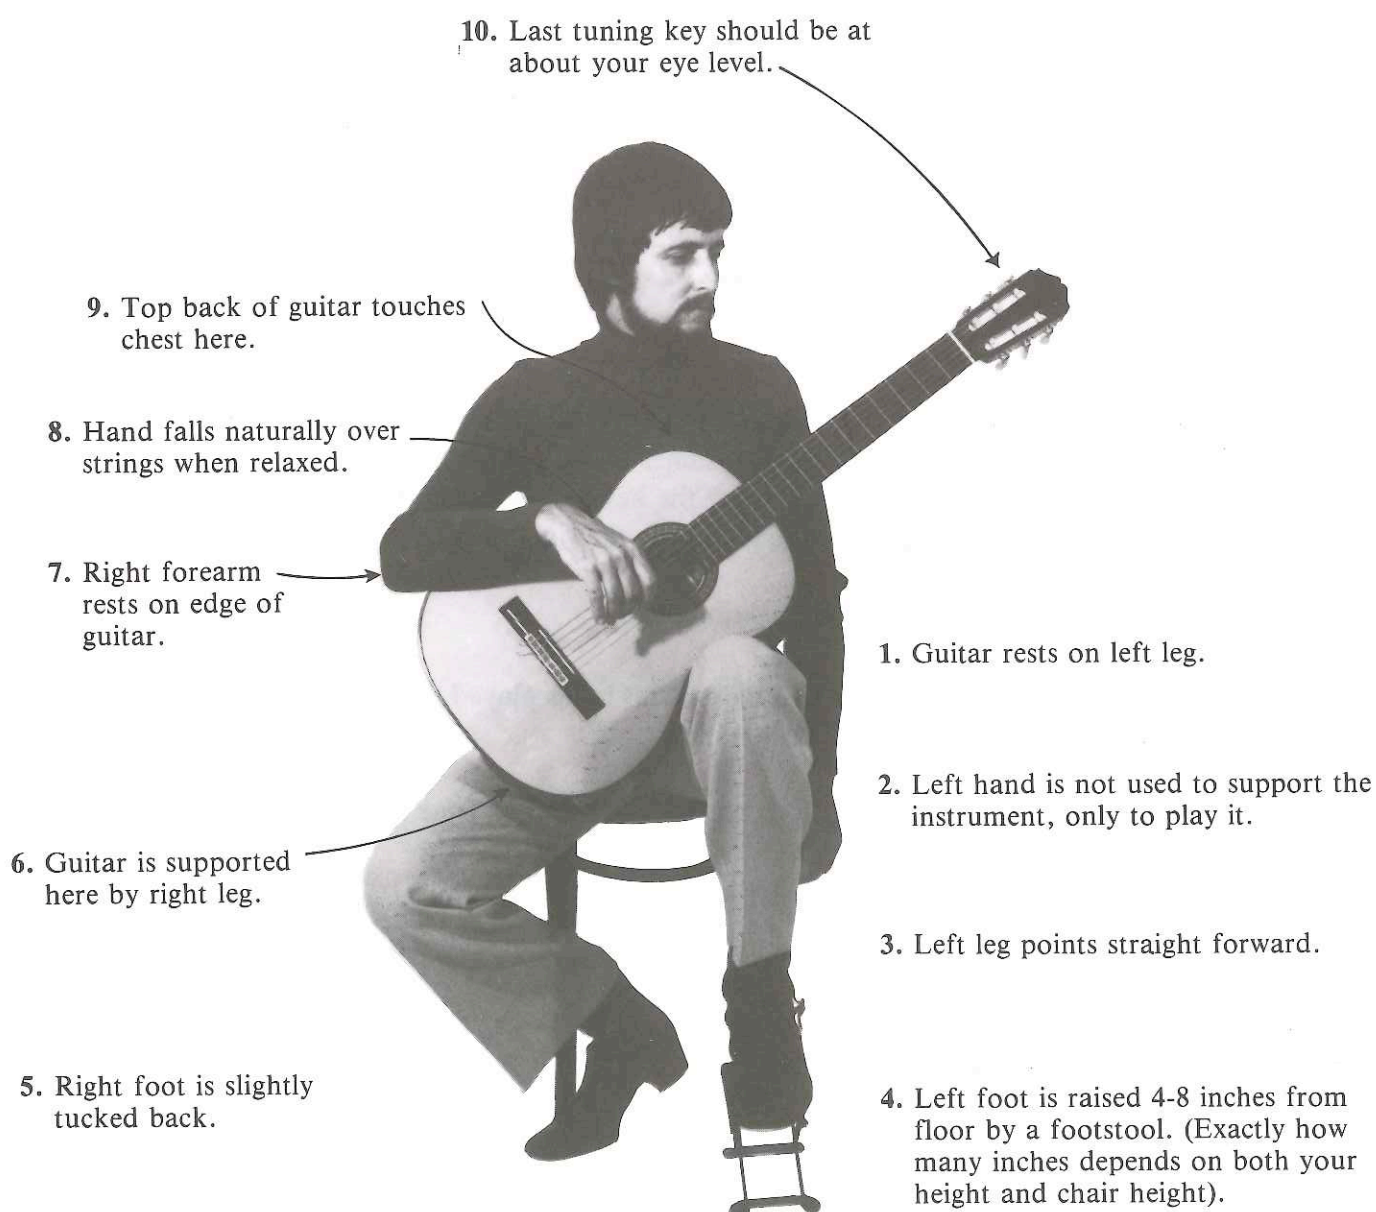 10. Last tuning key should be at
about your eye level.
9. Top back of guitar touches
chest here.
8. Hand falls naturally over
strings when relaxed.
7. Right forearm
rests on edge of
guitar.
1. Guitar rests on left leg.
2. Left hand is not used to support the
instrument, only to play it.
6. Guitar is supported
here by right leg.
3. Left leg points straight forward.
5. Right foot is slightly
tucked back.
4. Left foot is raised 4-8 inches from
floor by a footstool. (Exactly how
many inches depends on both your
height and chair height).